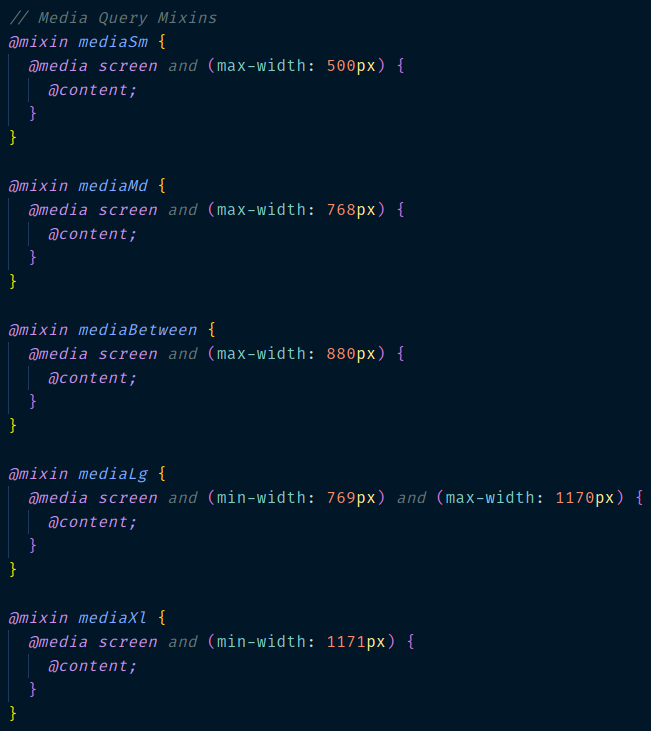 // Media Query Mixins
@mixin mediaSm {
  @media screen and (max-width: 500px) {
    @content;
  }
}

@mixin mediaMd {
  @media screen and (max-width: 768px) {
    @content;
  }
}

@mixin mediaBetween {
  @media screen and (max-width: 880px) {
    @content;
  }
}

@mixin mediaLg {
  @media screen and (min-width: 769px) and (max-width: 1170px) {
    @content;
  }
}

@mixin mediaXl {
  @media screen and (min-width: 1171px) {
    @content;
  }
}